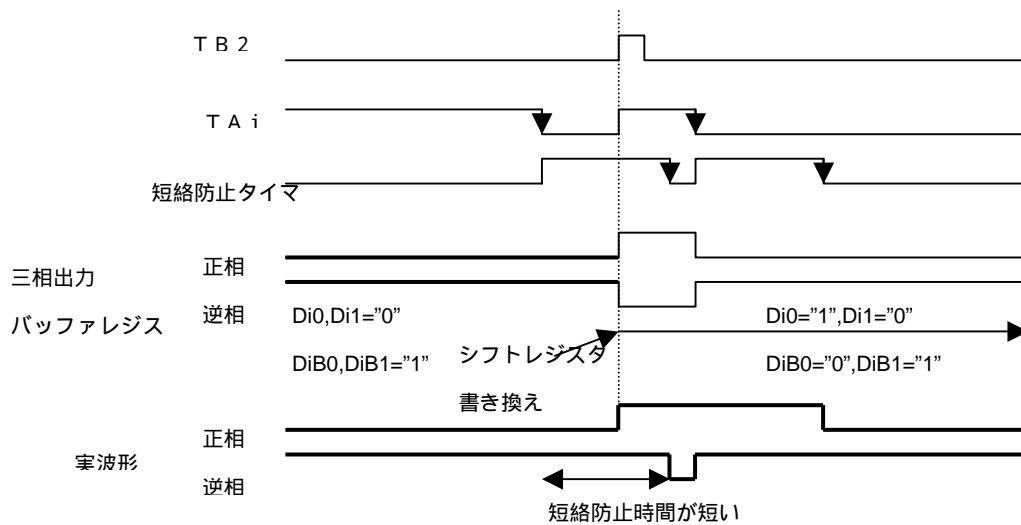 ＴＢ２
ＴＡｉ
短絡防止タイマ
三相出力
正相
バッファレジス
逆相
Di0,Di1=”0”
Di0=”1”,Di1=”0”
DiB0,DiB1=”1”
シフトレジスタ
DiB0=”0”,DiB1=”1”
書き換え
正相
実波形
逆相
短絡防止時間が短い